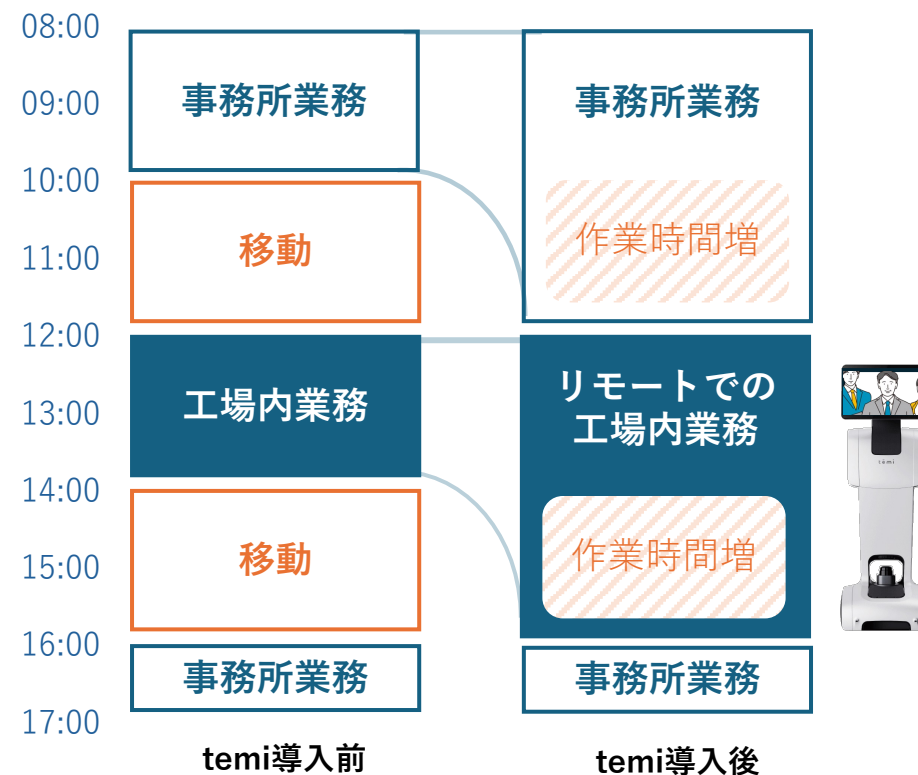 08:00
09:00
10:00
11:00
12:00
13:00
14:00
15:00
16:00
17:00
事務所業務
移動
工場内業務
移動
事務所業務
temi導入前
事務所業務
作業時間増
リモートでの
工場内業務
作業時間増
事務所業務
temi導入後
temi